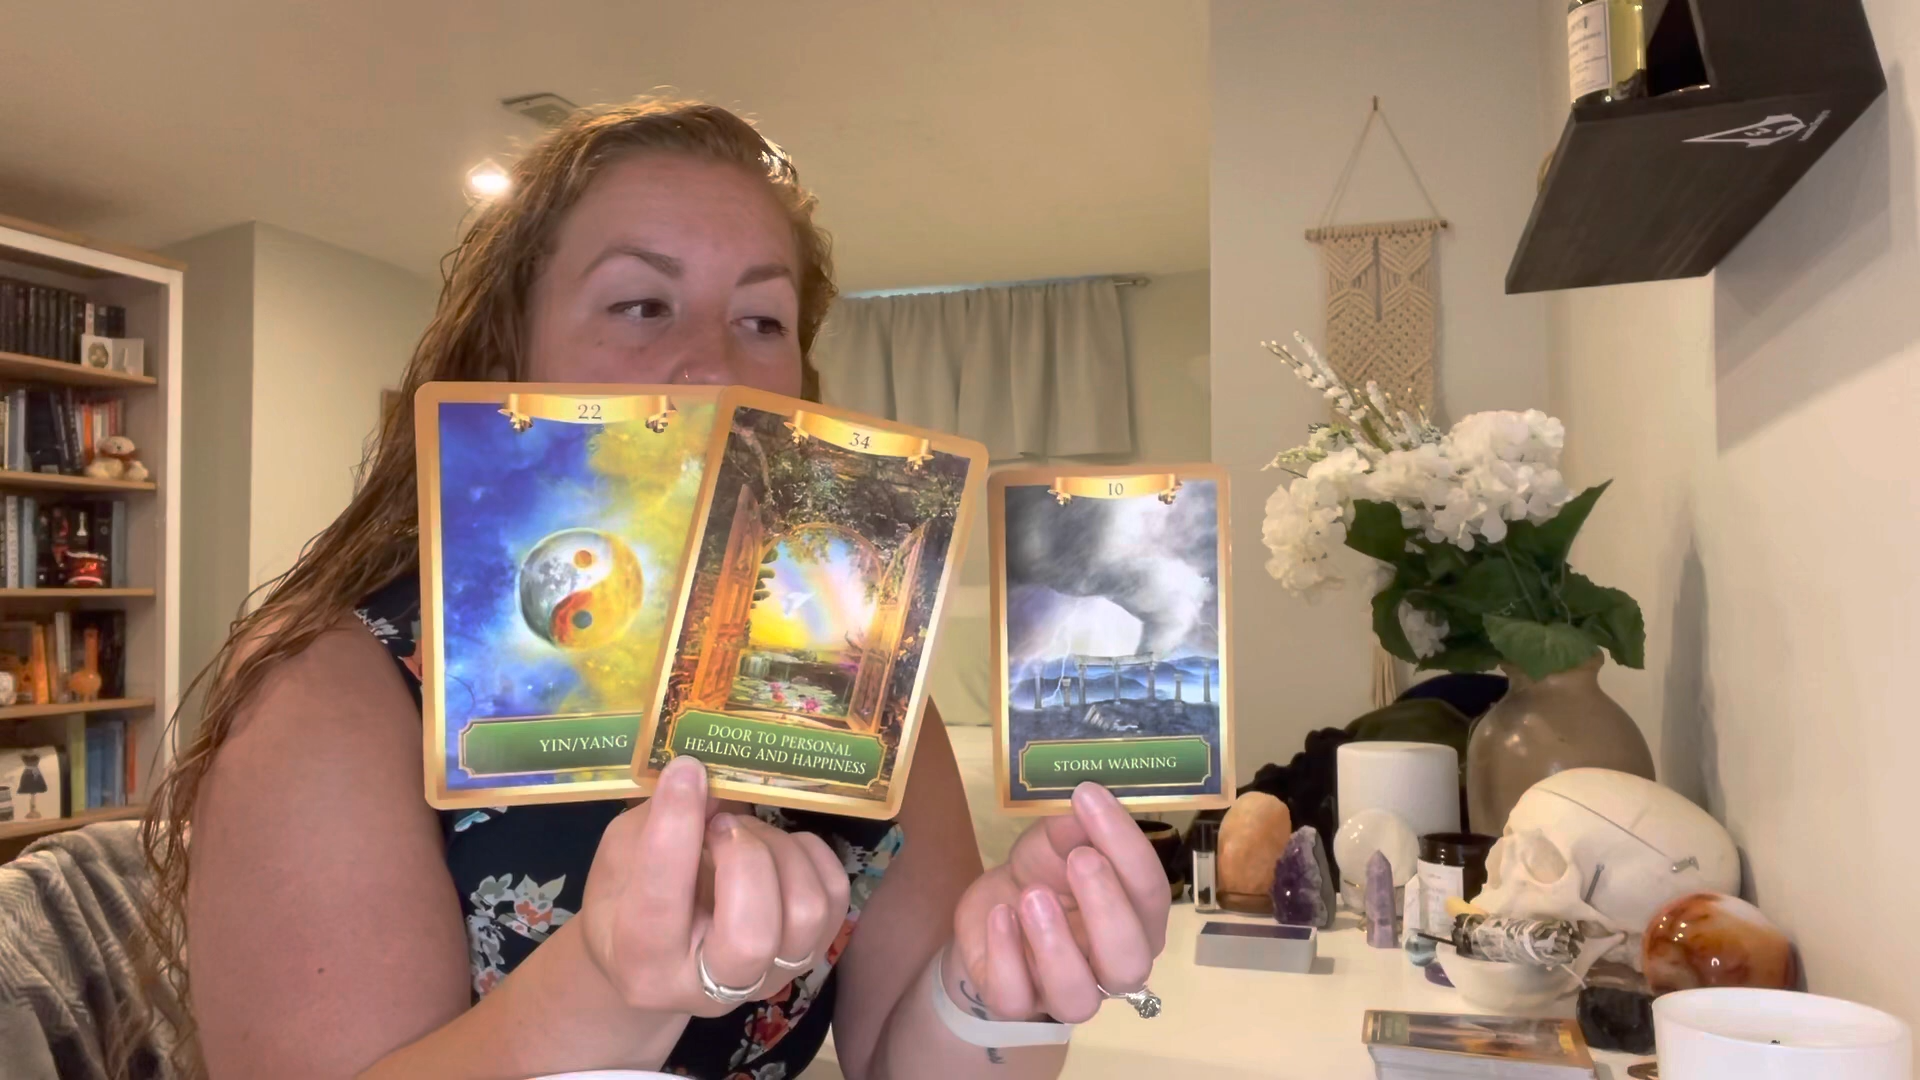 22
YIN/YANG
34
DOOR TO PERSONAL
HEALING AND HAPPINESS
10
STORM WARNING